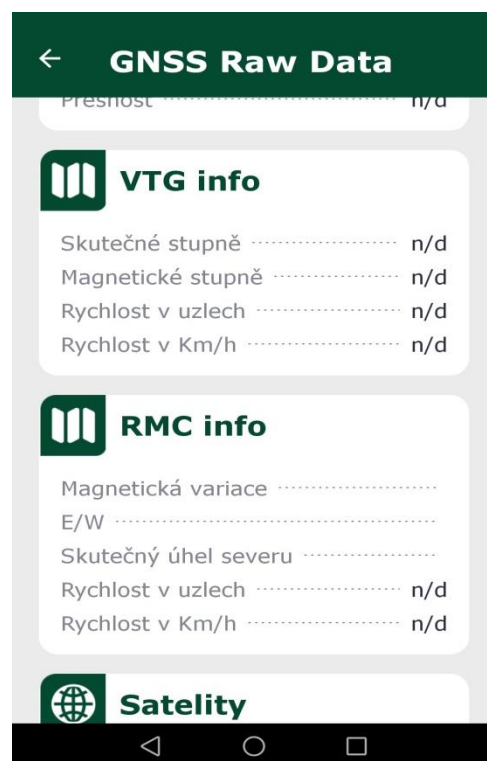 GNSS Raw Data
Přesnost n/d
VTG info
Skutečné stupně n/d
Magnetické stupně n/d
Rychlost v uzlech n/d
Rychlost v Km/h n/d
RMC info
Magnetická variace
E/W
Skutečný úhel severu
Rychlost v uzlech n/d
Rychlost v Km/h n/d
Satelity